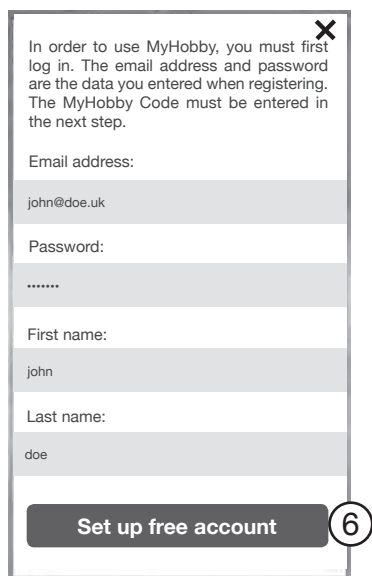 In order to use MyHobby, you must first
log in. The email address and password
are the data you entered when registering.
The MyHobby Code must be entered in
the next step.
Email address:
john@doe.uk
Password:
•••••••
First name:
john
Last name:
doe
Set up free account
6